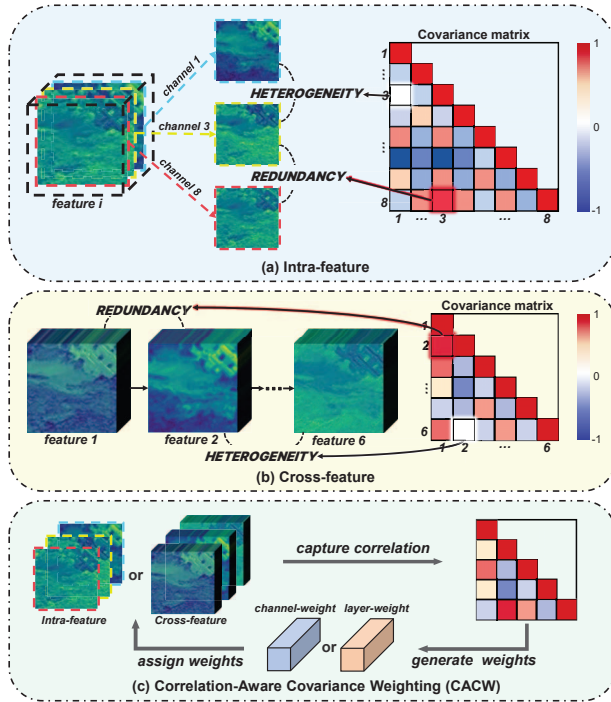 Covariance matrix
channel 1
1
1
⋮
HETEROGENEITY
3
channel 3
0
⋮
REDUNDANCY
channel 8
feature i
8
-1
1 ... 3 ... 8
(a) Intra-feature
REDUNDANCY
Covariance matrix
1
1
2
0
⋮
feature 1
feature 2
feature 6
6
-1
HETEROGENEITY
1 2 ... 6
(b) Cross-feature
capture correlation
or
Intra-feature
Cross-feature
channel-weight
layer-weight
or
assign weights
generate weights
(c) Correlation-Aware Covariance Weighting (CACW)